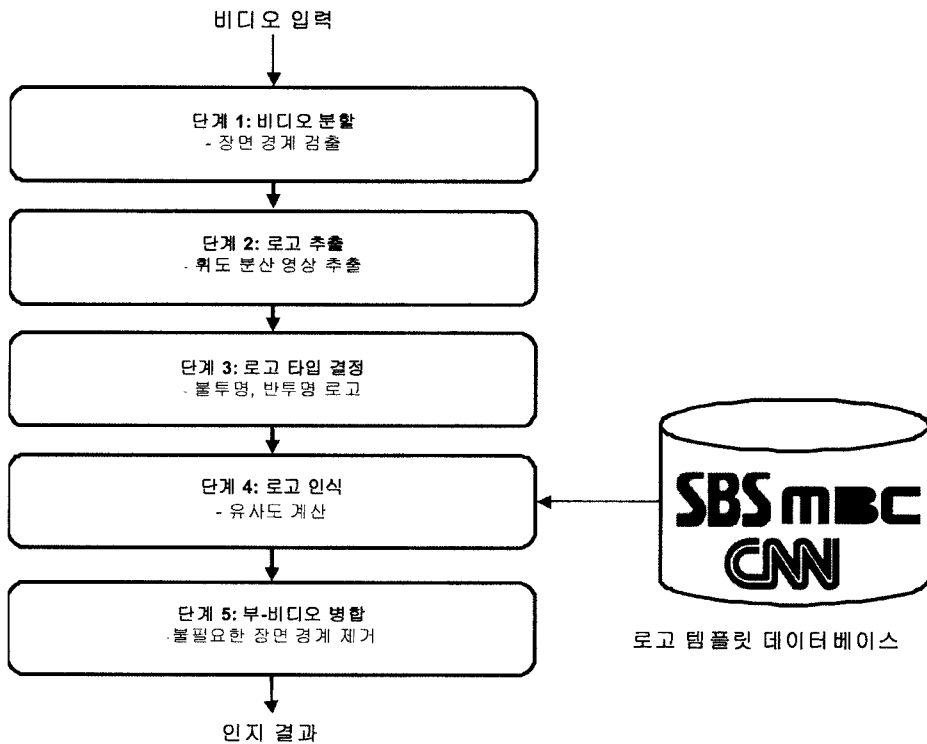 비디오 입력
단계 1: 비디오 분할
- 장면 경계 검출
단계 2: 로고 추출
- 휘도 분산 영상 추출
단계 3: 로고 타입 결정
- 불투명, 반투명 로고
단계 4: 로고 인식
- 유사도 계산
SBS mBC
CNN
단계 5: 부-비디오 병합
-불필요한 장면 경계 제거
로고 템플릿 데이터베이스
인지 결과